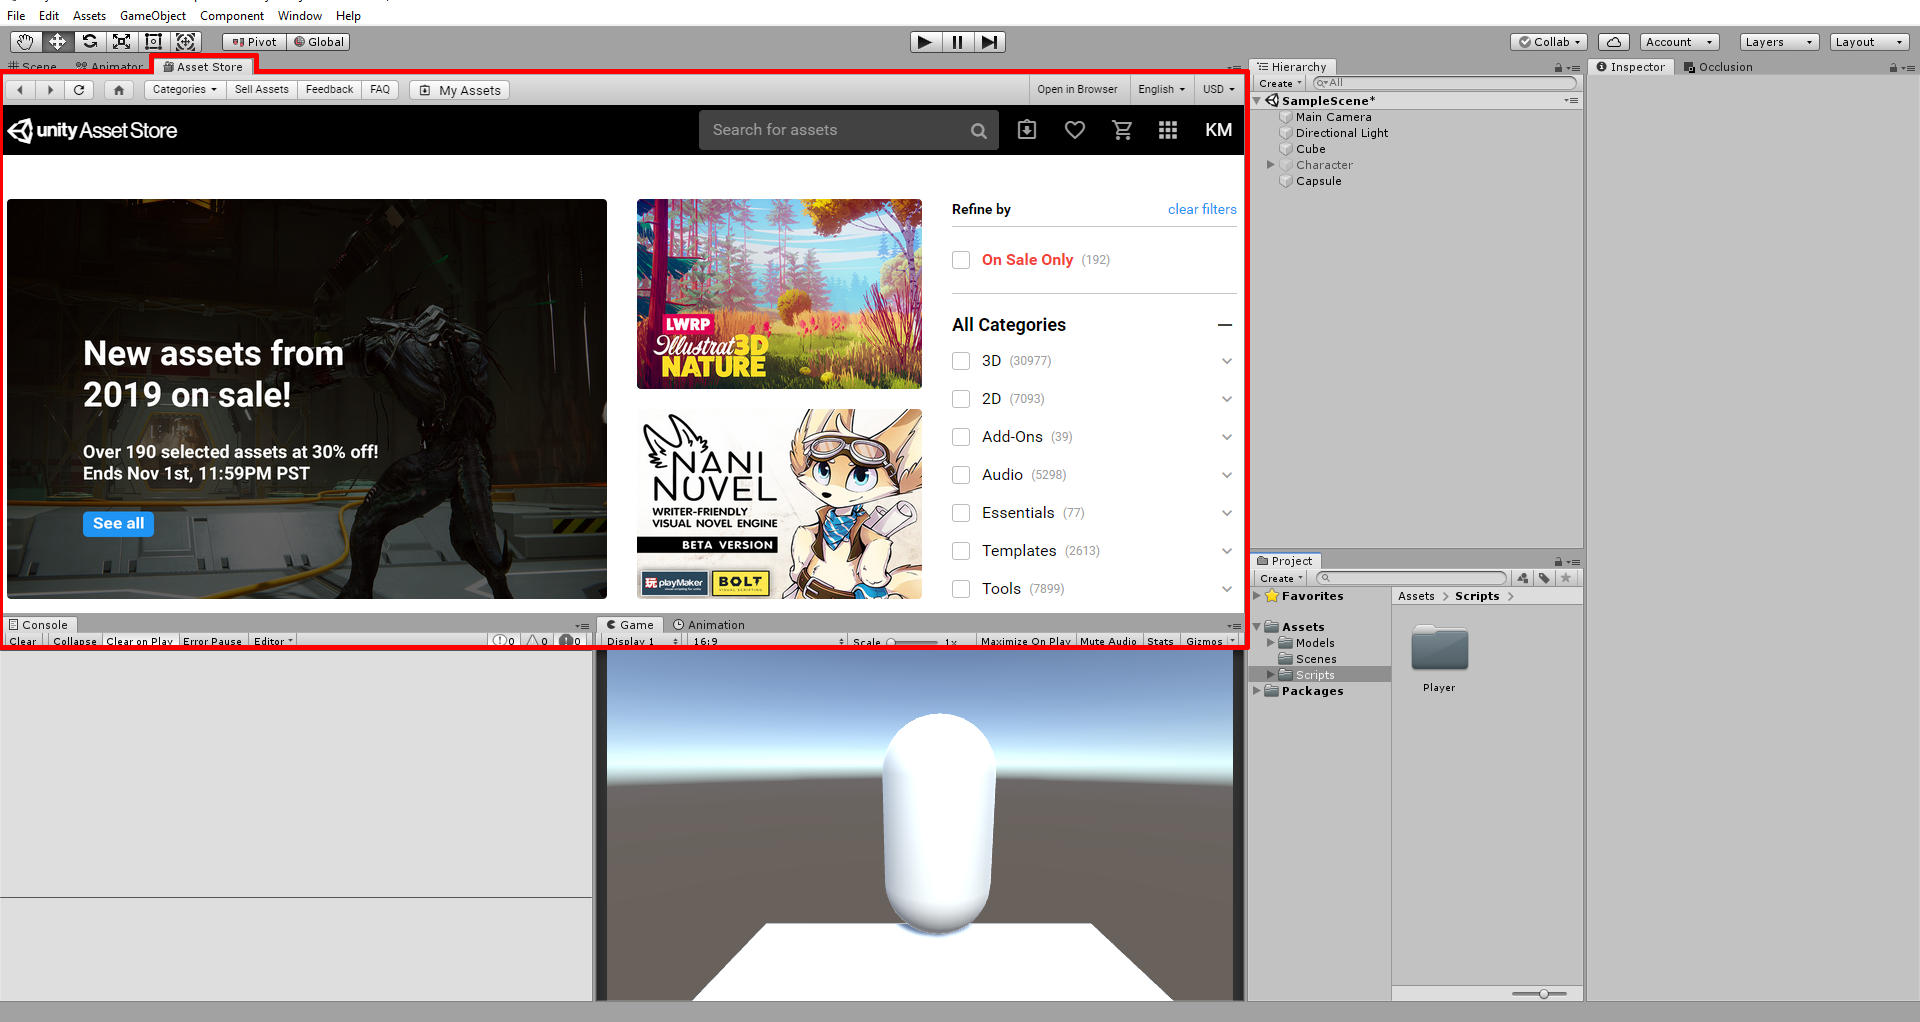 File Edit Assets GameObject Component Window Help
Pivot Global Collab Account Layers Layout
Scene Animator Asset Store
Categories Sell Assets Feedback FAQ My Assets Open in Browser English USD
unity Asset Store Search for assets KM
New assets from
2019 on sale!
Over 190 selected assets at 30% off!
Ends Nov 1st, 11:59PM PST
See all
LWRP
Illustrat3D
NATURE
NANI
NOVEL
WRITER-FRIENDLY
VISUAL NOVEL ENGINE
BETA VERSION
playMaker
BOLT
VISUAL SCRIPTING
Refine by clear filters
On Sale Only (192)
All Categories
3D (30977)
2D (7093)
Add-Ons (39)
Audio (5298)
Essentials (77)
Templates (2613)
Tools (7899)
Console
Clear Collapse Clear on Play Error Pause Editor 0 0 0
Game Animation
Display 1 16:9 Scale 1x Maximize On Play Mute Audio Stats Gizmos
Hierarchy
Create All
SampleScene*
Main Camera
Directional Light
Cube
Character
Capsule
Project
Create
Favorites
Assets
Models
Scenes
Scripts
Packages
Assets Scripts
Player
Inspector Occlusion